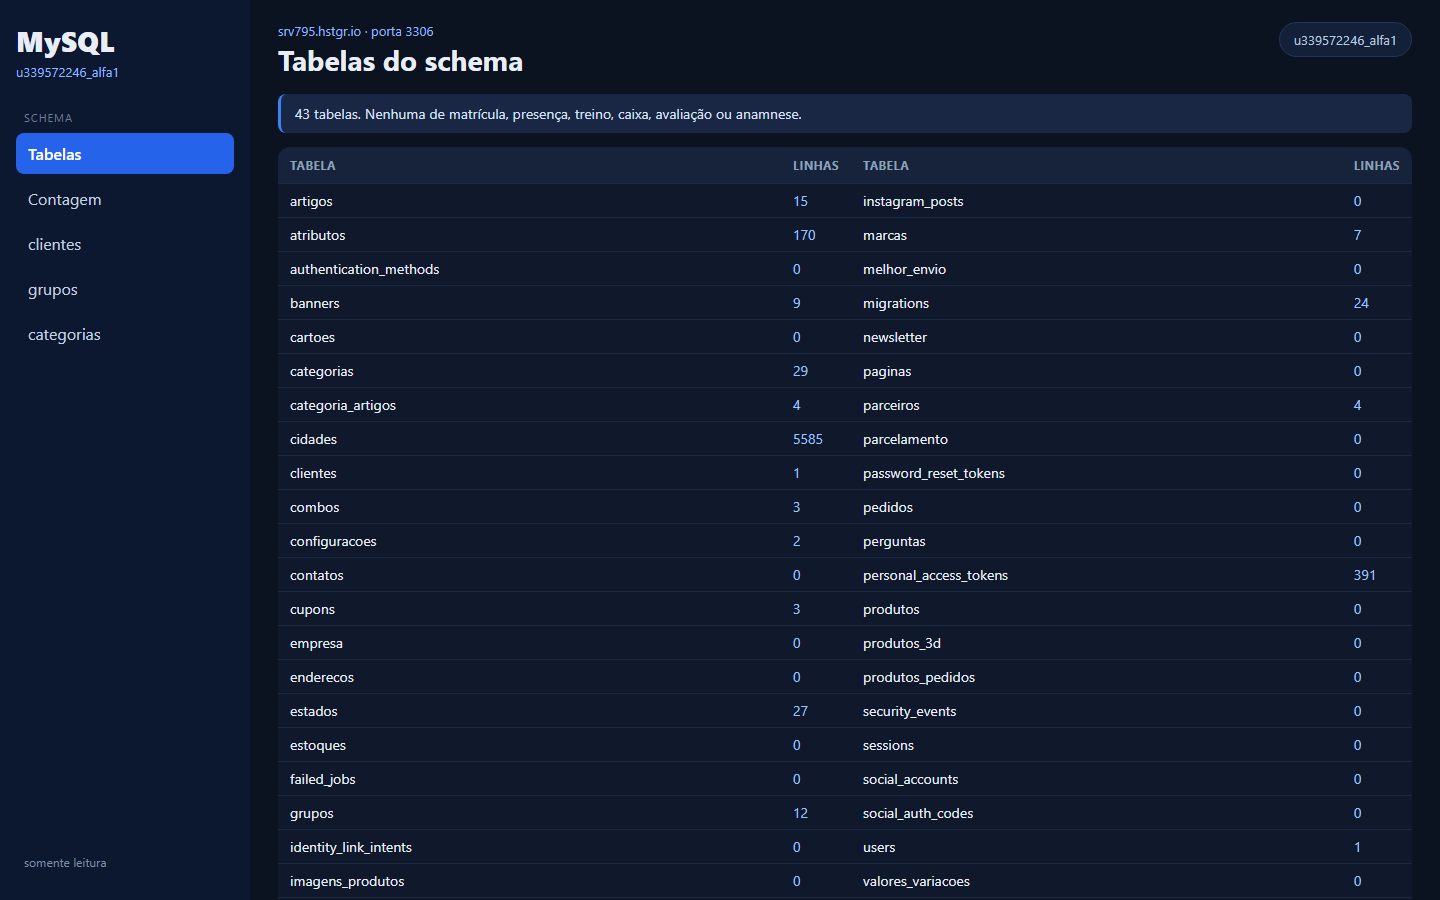 MySQL
u339572246_alfa1
SCHEMA
Tabelas
Contagem
clientes
grupos
categorias
somente leitura
srv795.hstgr.io · porta 3306
Tabelas do schema
u339572246_alfa1
43 tabelas. Nenhuma de matrícula, presença, treino, caixa, avaliação ou anamnese.
TABELA LINHAS TABELA LINHAS
artigos 15 instagram_posts 0
atributos 170 marcas 7
authentication_methods 0 melhor_envio 0
banners 9 migrations 24
cartoes 0 newsletter 0
categorias 29 paginas 0
categoria_artigos 4 parceiros 4
cidades 5585 parcelamento 0
clientes 1 password_reset_tokens 0
combos 3 pedidos 0
configuracoes 2 perguntas 0
contatos 0 personal_access_tokens 391
cupons 3 produtos 0
empresa 0 produtos_3d 0
enderecos 0 produtos_pedidos 0
estados 27 security_events 0
estoques 0 sessions 0
failed_jobs 0 social_accounts 0
grupos 12 social_auth_codes 0
identity_link_intents 0 users 1
imagens_produtos 0 valores_variacoes 0